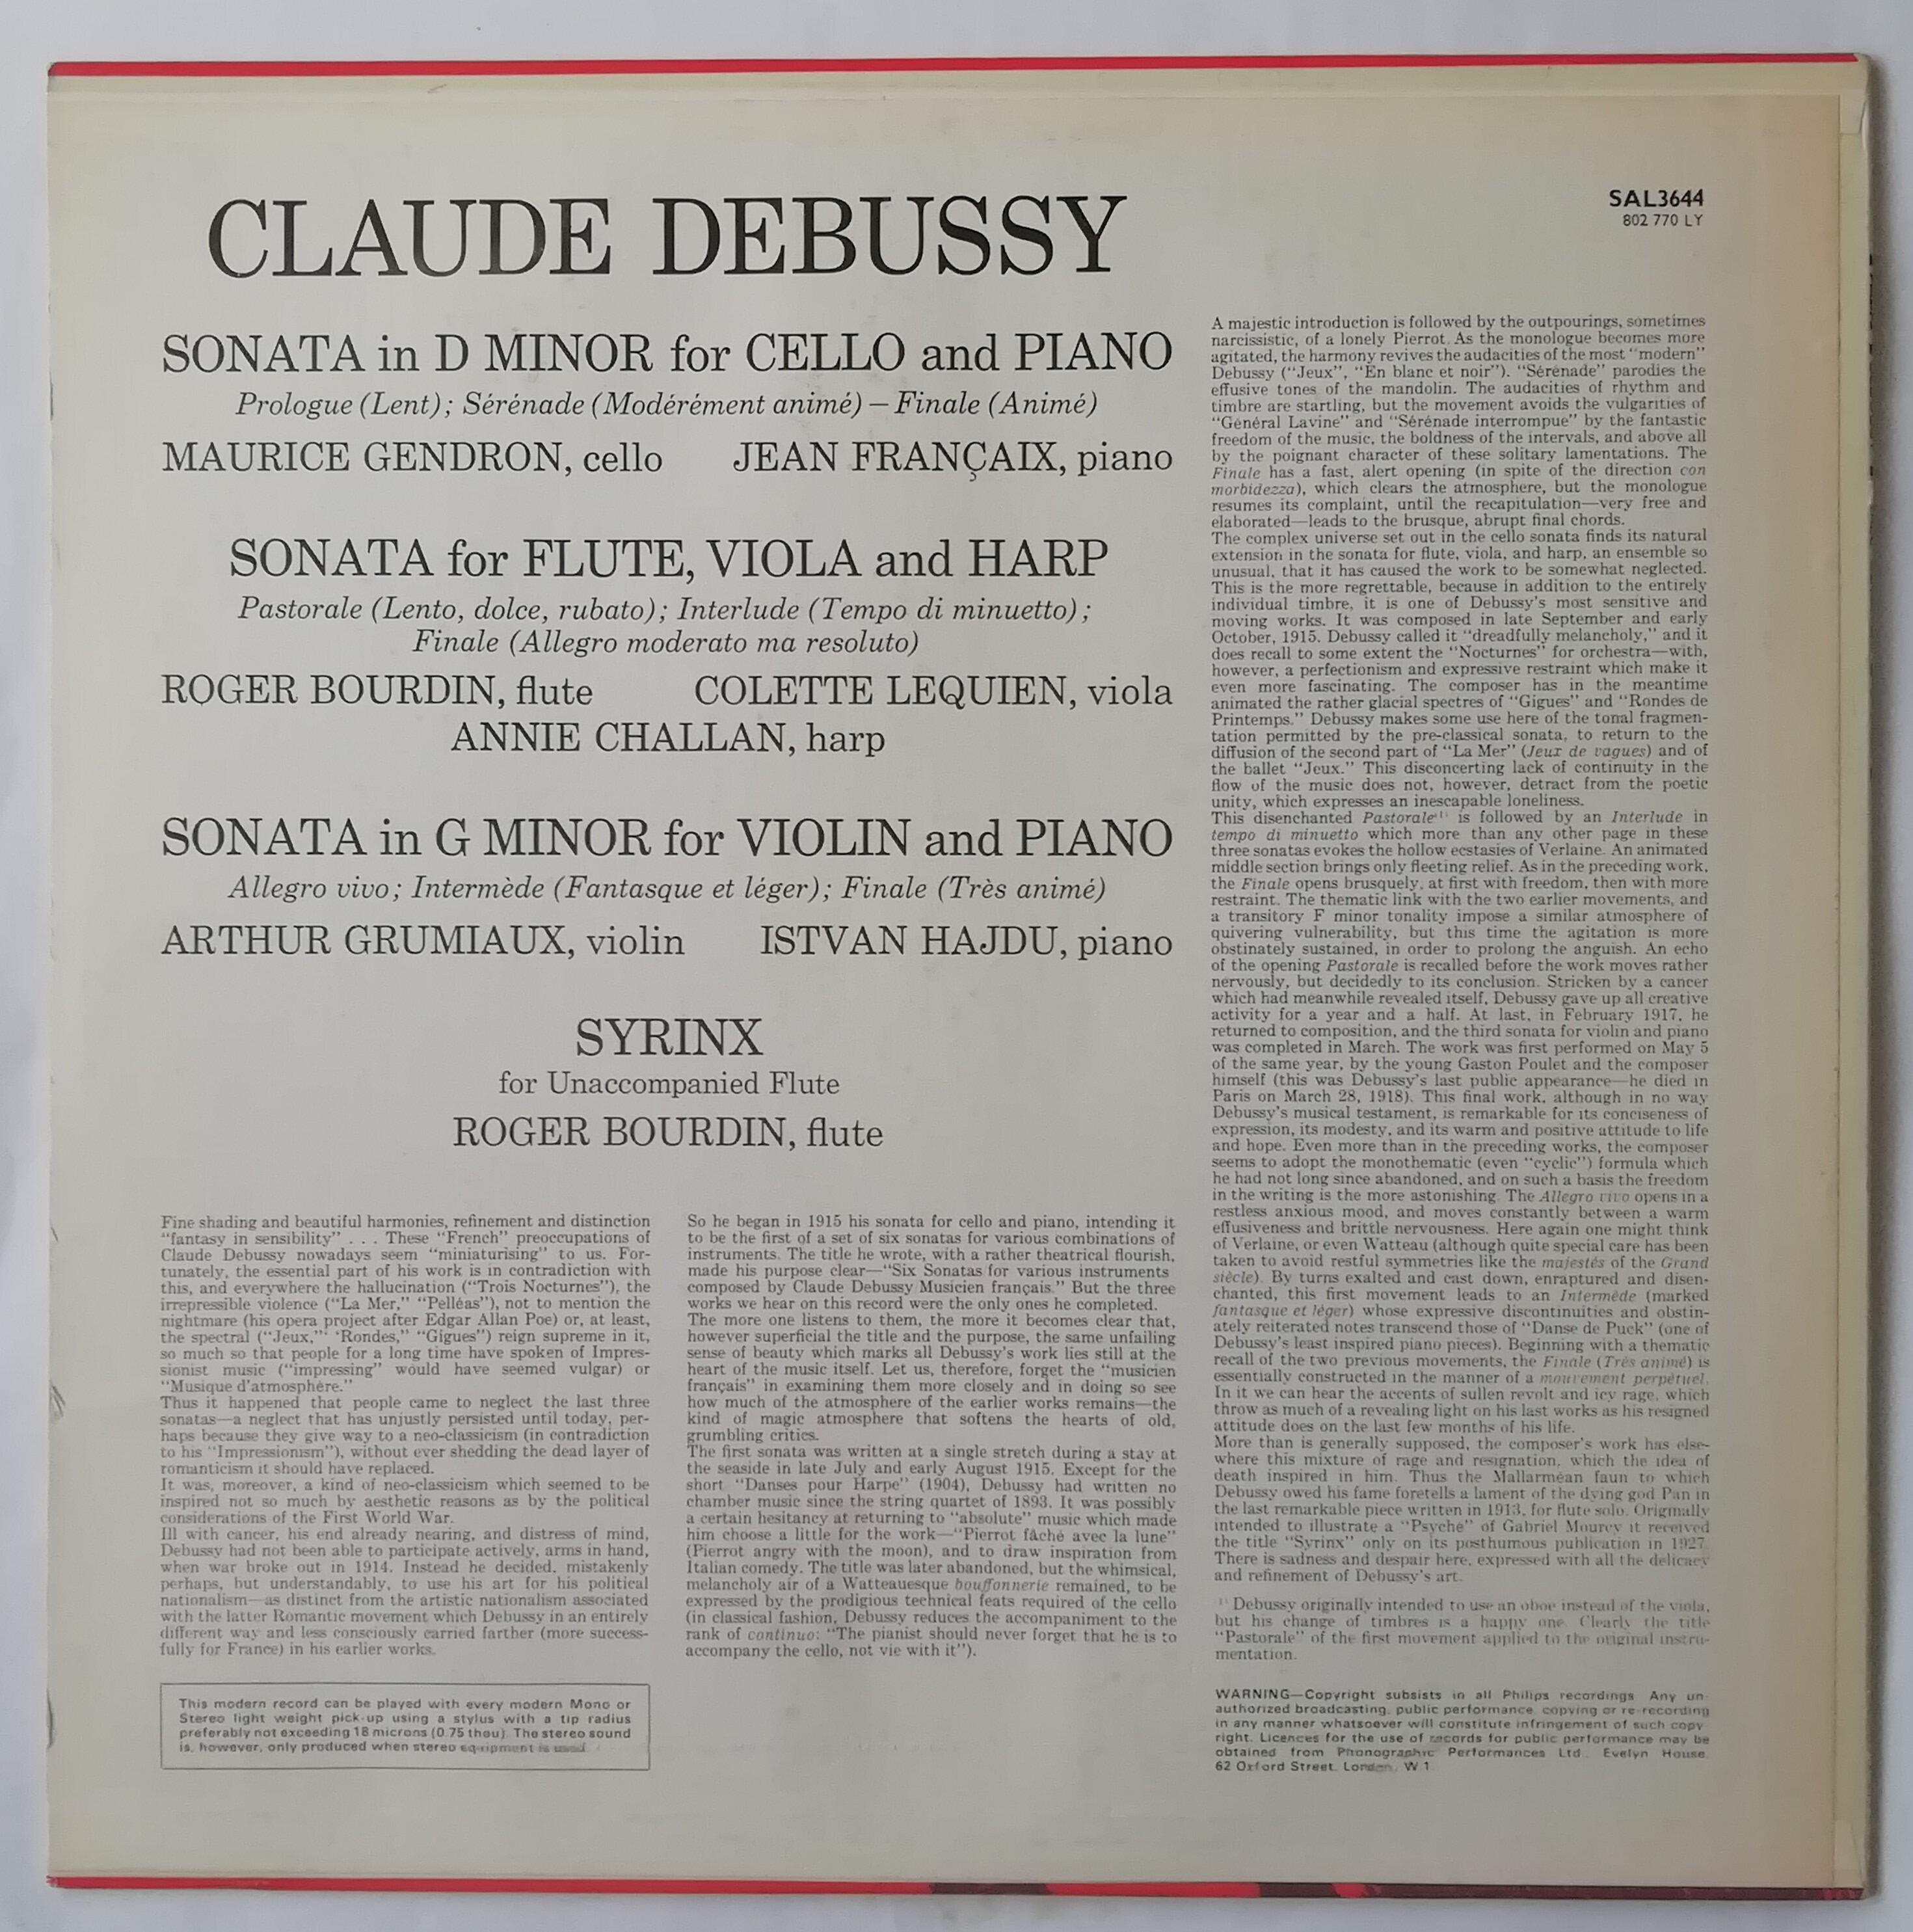 CLAUDE DEBUSSY
SAL3644
802 770 LY
SONATA in D MINOR for CELLO and PIANO
Prologue (Lent); Sérénade (Modérément animé) – Finale (Animé)
MAURICE GENDRON, cello JEAN FRANÇAIX, piano
SONATA for FLUTE, VIOLA and HARP
Pastorale (Lento, dolce, rubato); Interlude (Tempo di minuetto);
Finale (Allegro moderato ma resoluto)
ROGER BOURDIN, flute COLETTE LEQUIEN, viola
ANNIE CHALLAN, harp
SONATA in G MINOR for VIOLIN and PIANO
Allegro vivo; Intermède (Fantasque et léger); Finale (Très animé)
ARTHUR GRUMIAUX, violin ISTVAN HAJDU, piano
SYRINX
for Unaccompanied Flute
ROGER BOURDIN, flute
Fine shading and beautiful harmonies, refinement and distinction
“fantasy in sensibility” . . . These “French” preoccupations of
Claude Debussy nowadays seem “miniaturising” to us. For-
tunately, the essential part of his work is in contradiction with
this, and everywhere the hallucination (“Trois Nocturnes”), the
irrepressible violence (“La Mer,” “Pelléas”), not to mention the
nightmare (his opera project after Edgar Allan Poe) or, at least,
the spectral (“Jeux,” ‘Rondes,” “Gigues”) reign supreme in it,
so much so that people for a long time have spoken of Impres-
sionist music (“impressing” would have seemed vulgar) or
“Musique d’atmosphère.”
Thus it happened that people came to neglect the last three
sonatas—a neglect that has unjustly persisted until today, per-
haps because they give way to a neo-classicism (in contradiction
to his “Impressionism”), without ever shedding the dead layer of
romanticism it should have replaced.
It was, moreover, a kind of neo-classicism which seemed to be
inspired not so much by aesthetic reasons as by the political
considerations of the First World War.
Ill with cancer, his end already nearing, and distress of mind,
Debussy had not been able to participate actively, arms in hand,
when war broke out in 1914. Instead he decided, mistakenly
perhaps, but understandably, to use his art for his political
nationalism—as distinct from the artistic nationalism associated
with the latter Romantic movement which Debussy in an entirely
different way and less consciously carried farther (more success-
fully for France) in his earlier works.
This modern record can be played with every modern Mono or
Stereo light weight pick-up using a stylus with a tip radius
preferably not exceeding 18 microns (0.75 thou). The stereo sound
is, however, only produced when stereo equipment is used.
So he began in 1915 his sonata for cello and piano, intending it
to be the first of a set of six sonatas for various combinations of
instruments. The title he wrote, with a rather theatrical flourish,
made his purpose clear—“Six Sonatas for various instruments
composed by Claude Debussy Musicien français.” But the three
works we hear on this record were the only ones he completed.
The more one listens to them, the more it becomes clear that,
however superficial the title and the purpose, the same unfailing
sense of beauty which marks all Debussy’s work lies still at the
heart of the music itself. Let us, therefore, forget the “musicien
français” in examining them more closely and in doing so see
how much of the atmosphere of the earlier works remains—the
kind of magic atmosphere that softens the hearts of old,
grumbling critics.
The first sonata was written at a single stretch during a stay at
the seaside in late July and early August 1915. Except for the
short “Danses pour Harpe” (1904), Debussy had written no
chamber music since the string quartet of 1893. It was possibly
a certain hesitancy at returning to “absolute” music which made
him choose a little for the work—“Pierrot fâché avec la lune”
(Pierrot angry with the moon), and to draw inspiration from
Italian comedy. The title was later abandoned, but the whimsical,
melancholy air of a Watteauesque bouffonnerie remained, to be
expressed by the prodigious technical feats required of the cello
(in classical fashion, Debussy reduces the accompaniment to the
rank of continuo: “The pianist should never forget that he is to
accompany the cello, not vie with it”).
A majestic introduction is followed by the outpourings, sometimes
narcissistic, of a lonely Pierrot. As the monologue becomes more
agitated, the harmony revives the audacities of the most “modern”
Debussy (“Jeux”, “En blanc et noir”). “Sérénade” parodies the
effusive tones of the mandolin. The audacities of rhythm and
timbre are startling, but the movement avoids the vulgarities of
“Général Lavine” and “Sérénade interrompue” by the fantastic
freedom of the music, the boldness of the intervals, and above all
by the poignant character of these solitary lamentations. The
Finale has a fast, alert opening (in spite of the direction con
morbidezza), which clears the atmosphere, but the monologue
resumes its complaint, until the recapitulation—very free and
elaborated—leads to the brusque, abrupt final chords.
The complex universe set out in the cello sonata finds its natural
extension in the sonata for flute, viola, and harp, an ensemble so
unusual, that it has caused the work to be somewhat neglected.
This is the more regrettable, because in addition to the entirely
individual timbre, it is one of Debussy’s most sensitive and
moving works. It was composed in late September and early
October, 1915. Debussy called it “dreadfully melancholy,” and it
does recall to some extent the “Nocturnes” for orchestra—with,
however, a perfectionism and expressive restraint which make it
even more fascinating. The composer has in the meantime
animated the rather glacial spectres of “Gigues” and “Rondes de
Printemps.” Debussy makes some use here of the tonal fragmen-
tation permitted by the pre-classical sonata, to return to the
diffusion of the second part of “La Mer” (Jeux de vagues) and of
the ballet “Jeux.” This disconcerting lack of continuity in the
flow of the music does not, however, detract from the poetic
unity, which expresses an inescapable loneliness.
This disenchanted Pastorale(1) is followed by an Interlude in
tempo di minuetto which more than any other page in these
three sonatas evokes the hollow ecstasies of Verlaine. An animated
middle section brings only fleeting relief. As in the preceding work,
the Finale opens brusquely, at first with freedom, then with more
restraint. The thematic link with the two earlier movements, and
a transitory F minor tonality impose a similar atmosphere of
quivering vulnerability, but this time the agitation is more
obstinately sustained, in order to prolong the anguish. An echo
of the opening Pastorale is recalled before the work moves rather
nervously, but decidedly to its conclusion. Stricken by a cancer
which had meanwhile revealed itself, Debussy gave up all creative
activity for a year and a half. At last, in February 1917, he
returned to composition, and the third sonata for violin and piano
was completed in March. The work was first performed on May 5
of the same year, by the young Gaston Poulet and the composer
himself (this was Debussy’s last public appearance—he died in
Paris on March 28, 1918). This final work, although in no way
Debussy’s musical testament, is remarkable for its conciseness of
expression, its modesty, and its warm and positive attitude to life
and hope. Even more than in the preceding works, the composer
seems to adopt the monothematic (even “cyclic”) formula which
he had not long since abandoned, and on such a basis the freedom
in the writing is the more astonishing. The Allegro vivo opens in a
restless anxious mood, and moves constantly between a warm
effusiveness and brittle nervousness. Here again one might think
of Verlaine, or even Watteau (although quite special care has been
taken to avoid restful symmetries like the majestés of the Grand
siècle). By turns exalted and cast down, enraptured and disen-
chanted, this first movement leads to an Intermède (marked
fantasque et léger) whose expressive discontinuities and obstin-
ately reiterated notes transcend those of “Danse de Puck” (one of
Debussy’s least inspired piano pieces). Beginning with a thematic
recall of the two previous movements, the Finale (Très animé) is
essentially constructed in the manner of a mouvement perpétuel.
In it we can hear the accents of sullen revolt and icy rage, which
throw as much of a revealing light on his last works as his resigned
attitude does on the last few months of his life.
More than is generally supposed, the composer’s work has else-
where this mixture of rage and resignation, which the idea of
death inspired in him. Thus the Mallarméan faun to which
Debussy owed his fame foretells a lament of the dying god Pan in
the last remarkable piece written in 1913, for flute solo. Originally
intended to illustrate a “Psyché” of Gabriel Mourey it received
the title “Syrinx” only on its posthumous publication in 1927.
There is sadness and despair here, expressed with all the delicacy
and refinement of Debussy’s art.
(1) Debussy originally intended to use an oboe instead of the viola,
but his change of timbres is a happy one. Clearly the title
“Pastorale” of the first movement applied to the original instru-
mentation.
WARNING—Copyright subsists in all Philips recordings. Any un-
authorized broadcasting, public performance, copying or re-recording
in any manner whatsoever will constitute infringement of such copy-
right. Licences for the use of records for public performance may be
obtained from Phonographic Performances Ltd., Evelyn House,
62 Oxford Street, London, W.1